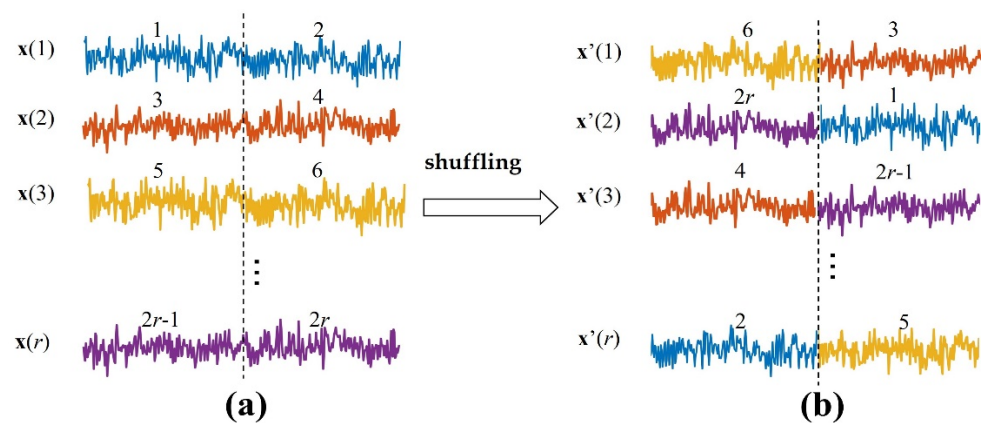 x(1) 1 2
x(2) 3 4
x(3) 5 6
x(r) 2r-1 2r
(a)
shuffling
x'(1) 6 3
x'(2) 2r 1
x'(3) 4 2r-1
x'(r) 2 5
(b)